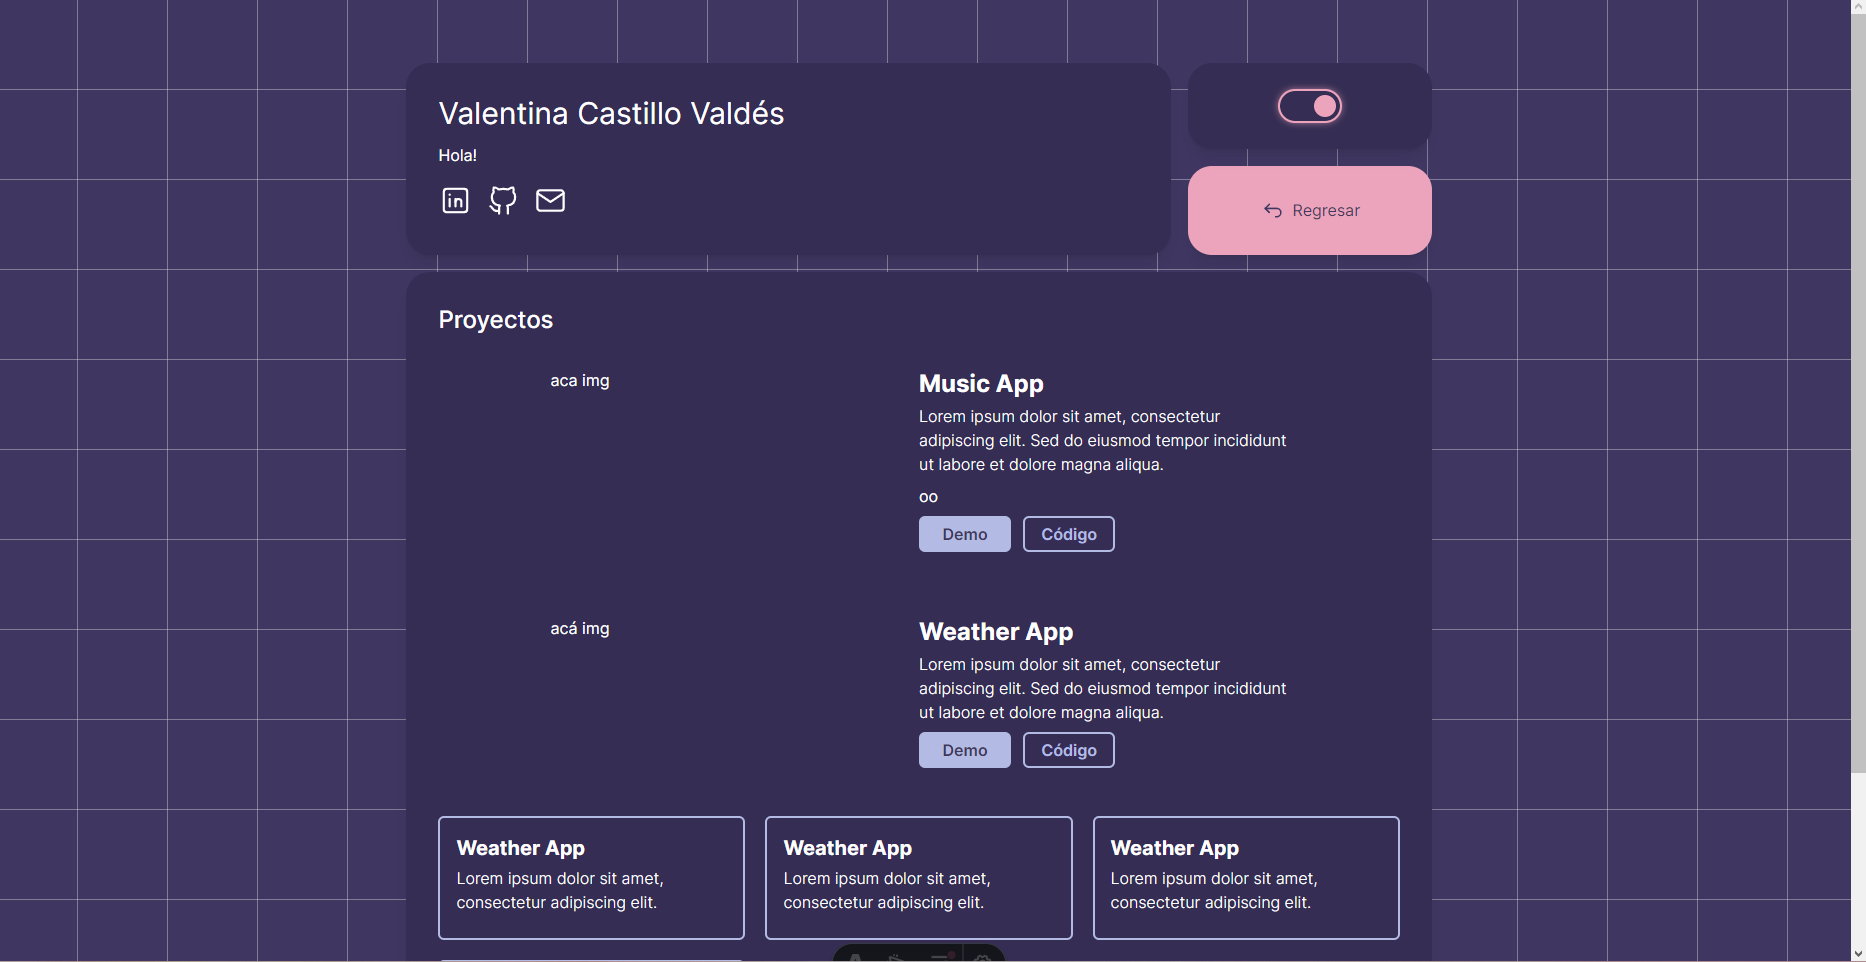 Valentina Castillo Valdés
Hola!
Regresar
Proyectos
aca img
Music App
Lorem ipsum dolor sit amet, consectetur
adipiscing elit. Sed do eiusmod tempor incididunt
ut labore et dolore magna aliqua.
oo
Demo
Código
acá img
Weather App
Lorem ipsum dolor sit amet, consectetur
adipiscing elit. Sed do eiusmod tempor incididunt
ut labore et dolore magna aliqua.
Demo
Código
Weather App
Lorem ipsum dolor sit amet,
consectetur adipiscing elit.
Weather App
Lorem ipsum dolor sit amet,
consectetur adipiscing elit.
Weather App
Lorem ipsum dolor sit amet,
consectetur adipiscing elit.